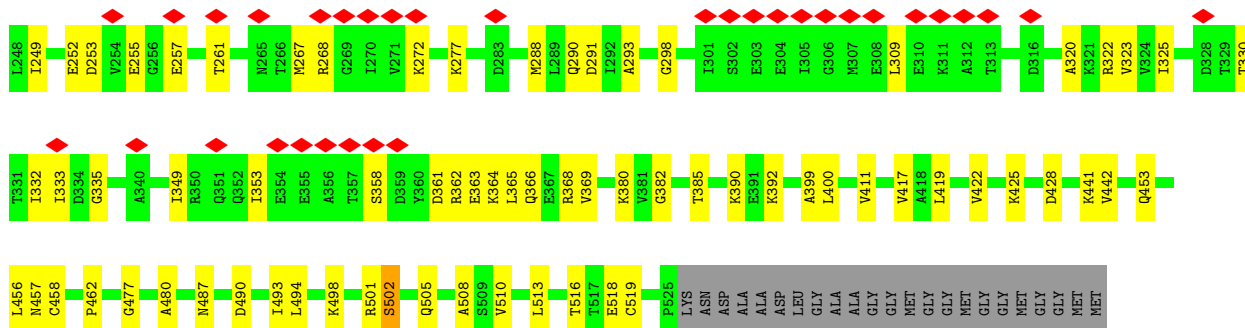 L248 I249 E252 D253 V254 E255 G256 E257 T261 N265 T266 M267 R268 G269 I270 V271 K272 K277 D283 M288 L289 Q290 D291 I292 A293 G298 I301 S302 E303 E304 I305 G306 M307 E308 L309 E310 K311 A312 T313 D316 A320 K321 R322 V323 V324 I325 D328 T329 T330
T331 I332 I333 D334 G335 A340 I349 R350 Q351 Q352 I353 E354 E355 A356 T357 S358 D359 Y360 D361 R362 E363 K364 L365 Q366 E367 R368 V369 K380 V381 G382 T385 K390 E391 K392 A399 L400 V411 V417 A418 L419 V422 K425 D428 K441 V442 Q453
L456 N457 C458 P462 G477 A480 N487 D490 I493 L494 K498 R501 S502 Q505 A508 S509 V510 L513 T516 T517 E518 C519 P525 LYS ASN ASP ALA ALA ASP LEU GLY ALA ALA GLY GLY MET GLY GLY MET GLY GLY MET GLY GLY MET MET